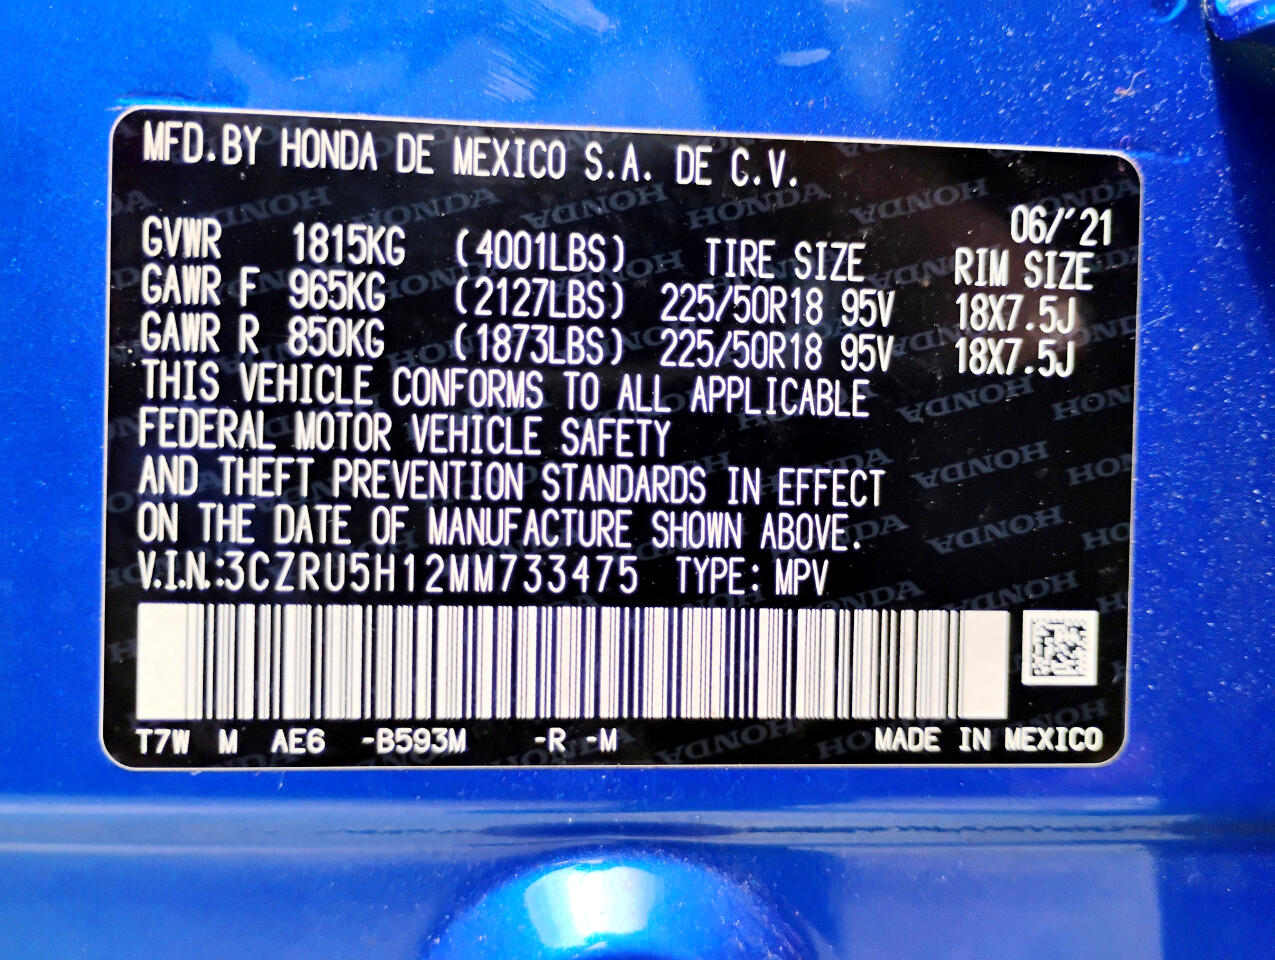 MFD.BY HONDA DE MEXICO S.A. DE C.V.
06/'21
GVWR 1815KG (4001LBS) TIRE SIZE RIM SIZE
GAWR F 965KG (2127LBS) 225/50R18 95V 18X7.5J
GAWR R 850KG (1873LBS) 225/50R18 95V 18X7.5J
THIS VEHICLE CONFORMS TO ALL APPLICABLE
FEDERAL MOTOR VEHICLE SAFETY
AND THEFT PREVENTION STANDARDS IN EFFECT
ON THE DATE OF MANUFACTURE SHOWN ABOVE.
V.I.N.:3CZRU5H12MM733475 TYPE: MPV
T7W M AE6 -B593M -R -M MADE IN MEXICO